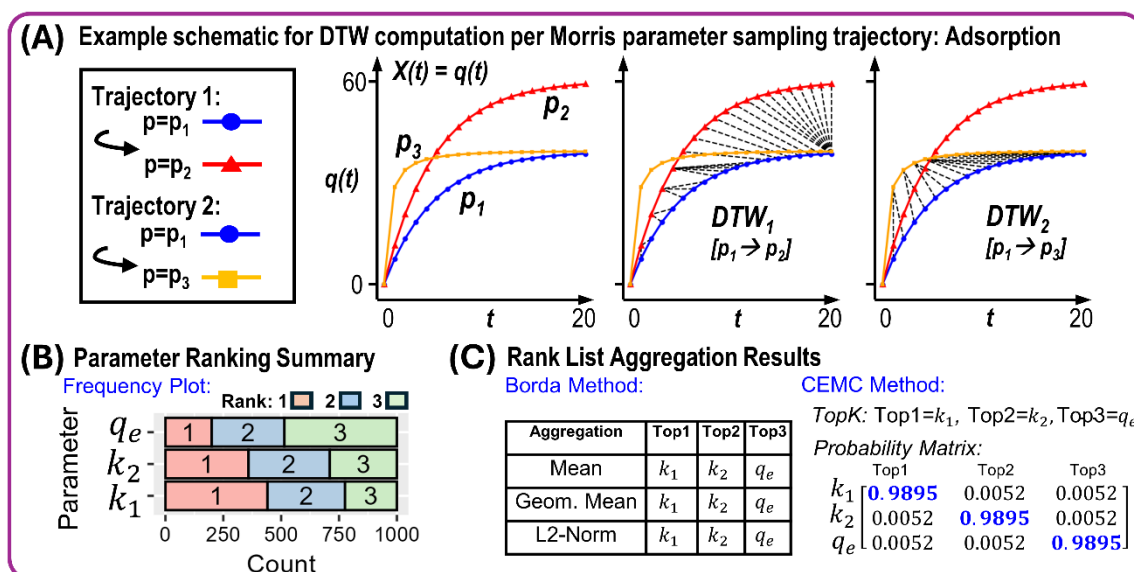 (A) Example schematic for DTW computation per Morris parameter sampling trajectory: Adsorption
Trajectory 1:
p=p₁
p=p₂
Trajectory 2:
p=p₁
p=p₃
60
X(t) = q(t)
p₂
p₃
q(t)
p₁
0
0 t 20
DTW₁
[p₁ → p₂]
0 t 20
DTW₂
[p₁ → p₃]
0 t 20
(B) Parameter Ranking Summary
Frequency Plot:
Rank: 1 2 3
Parameter
qₑ 1 2 3
k₂ 1 2 3
k₁ 1 2 3
0 250 500 750 1000
Count
(C) Rank List Aggregation Results
Borda Method:
Aggregation Top1 Top2 Top3
Mean k₁ k₂ qₑ
Geom. Mean k₁ k₂ qₑ
L2-Norm k₁ k₂ qₑ
CEMC Method:
TopK: Top1=k₁, Top2=k₂, Top3=qₑ
Probability Matrix:
Top1 Top2 Top3
k₁ 0.9895 0.0052 0.0052
k₂ 0.0052 0.9895 0.0052
qₑ 0.0052 0.0052 0.9895